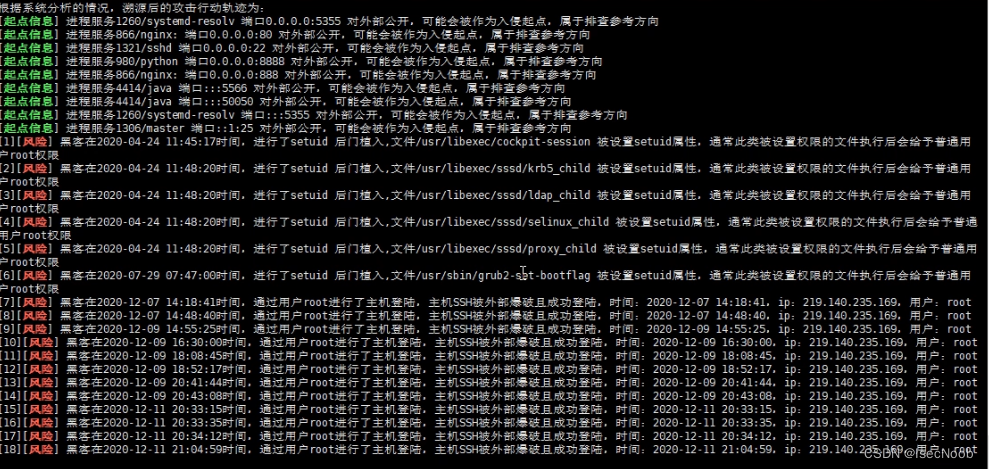 根据系统分析的情况，溯源后的攻击行动轨迹为：
[起点信息] 进程服务1260/systemd-resolv 端口0.0.0.0:5355 对外部公开，可能会被作为入侵起点，属于排查参考方向
[起点信息] 进程服务866/nginx: 端口0.0.0.0:80 对外部公开，可能会被作为入侵起点，属于排查参考方向
[起点信息] 进程服务1321/sshd 端口0.0.0.0:22 对外部公开，可能会被作为入侵起点，属于排查参考方向
[起点信息] 进程服务980/python 端口0.0.0.0:8888 对外部公开，可能会被作为入侵起点，属于排查参考方向
[起点信息] 进程服务866/nginx: 端口0.0.0.0:888 对外部公开，可能会被作为入侵起点，属于排查参考方向
[起点信息] 进程服务4414/java 端口:::5566 对外部公开，可能会被作为入侵起点，属于排查参考方向
[起点信息] 进程服务4414/java 端口:::50050 对外部公开，可能会被作为入侵起点，属于排查参考方向
[起点信息] 进程服务1260/systemd-resolv 端口:::5355 对外部公开，可能会被作为入侵起点，属于排查参考方向
[起点信息] 进程服务1306/master 端口::1:25 对外部公开，可能会被作为入侵起点，属于排查参考方向
[1][风险] 黑客在2020-04-24 11:45:17时间，进行了setuid 后门植入,文件/usr/libexec/cockpit-session 被设置setuid属性，通常此类被设置权限的文件执行后会给予普通用
户root权限
[2][风险] 黑客在2020-04-24 11:48:20时间，进行了setuid 后门植入,文件/usr/libexec/sssd/krb5_child 被设置setuid属性，通常此类被设置权限的文件执行后会给予普通用
户root权限
[3][风险] 黑客在2020-04-24 11:48:20时间，进行了setuid 后门植入,文件/usr/libexec/sssd/ldap_child 被设置setuid属性，通常此类被设置权限的文件执行后会给予普通用
户root权限
[4][风险] 黑客在2020-04-24 11:48:20时间，进行了setuid 后门植入,文件/usr/libexec/sssd/selinux_child 被设置setuid属性，通常此类被设置权限的文件执行后会给予普通
用户root权限
[5][风险] 黑客在2020-04-24 11:48:20时间，进行了setuid 后门植入,文件/usr/libexec/sssd/proxy_child 被设置setuid属性，通常此类被设置权限的文件执行后会给予普通用
户root权限
[6][风险] 黑客在2020-07-29 07:47:00时间，进行了setuid 后门植入,文件/usr/sbin/grub2-set-bootflag 被设置setuid属性，通常此类被设置权限的文件执行后会给予普通用
户root权限
[7][风险] 黑客在2020-12-07 14:18:41时间，通过用户root进行了主机登陆，主机SSH被外部爆破且成功登陆，时间：2020-12-07 14:18:41，ip：219.140.235.169，用户：root
[8][风险] 黑客在2020-12-07 14:48:40时间，通过用户root进行了主机登陆，主机SSH被外部爆破且成功登陆，时间：2020-12-07 14:48:40，ip：219.140.235.169，用户：root
[9][风险] 黑客在2020-12-09 14:55:25时间，通过用户root进行了主机登陆，主机SSH被外部爆破且成功登陆，时间：2020-12-09 14:55:25，ip：219.140.235.169，用户：root
[10][风险] 黑客在2020-12-09 16:30:00时间，通过用户root进行了主机登陆，主机SSH被外部爆破且成功登陆，时间：2020-12-09 16:30:00，ip：219.140.235.169，用户：root
[11][风险] 黑客在2020-12-09 18:08:45时间，通过用户root进行了主机登陆，主机SSH被外部爆破且成功登陆，时间：2020-12-09 18:08:45，ip：219.140.235.169，用户：root
[12][风险] 黑客在2020-12-09 18:52:17时间，通过用户root进行了主机登陆，主机SSH被外部爆破且成功登陆，时间：2020-12-09 18:52:17，ip：219.140.235.169，用户：root
[13][风险] 黑客在2020-12-09 20:41:44时间，通过用户root进行了主机登陆，主机SSH被外部爆破且成功登陆，时间：2020-12-09 20:41:44，ip：219.140.235.169，用户：root
[14][风险] 黑客在2020-12-09 20:43:08时间，通过用户root进行了主机登陆，主机SSH被外部爆破且成功登陆，时间：2020-12-09 20:43:08，ip：219.140.235.169，用户：root
[15][风险] 黑客在2020-12-11 20:33:15时间，通过用户root进行了主机登陆，主机SSH被外部爆破且成功登陆，时间：2020-12-11 20:33:15，ip：219.140.235.169，用户：root
[16][风险] 黑客在2020-12-11 20:33:35时间，通过用户root进行了主机登陆，主机SSH被外部爆破且成功登陆，时间：2020-12-11 20:33:35，ip：219.140.235.169，用户：root
[17][风险] 黑客在2020-12-11 20:34:12时间，通过用户root进行了主机登陆，主机SSH被外部爆破且成功登陆，时间：2020-12-11 20:34:12，ip：219.140.235.169，用户：root
[18][风险] 黑客在2020-12-11 21:04:59时间，通过用户root进行了主机登陆，主机SSH被外部爆破且成功登陆，时间：2020-12-11 21:04:59，ip：219.140.235.169，用户：root